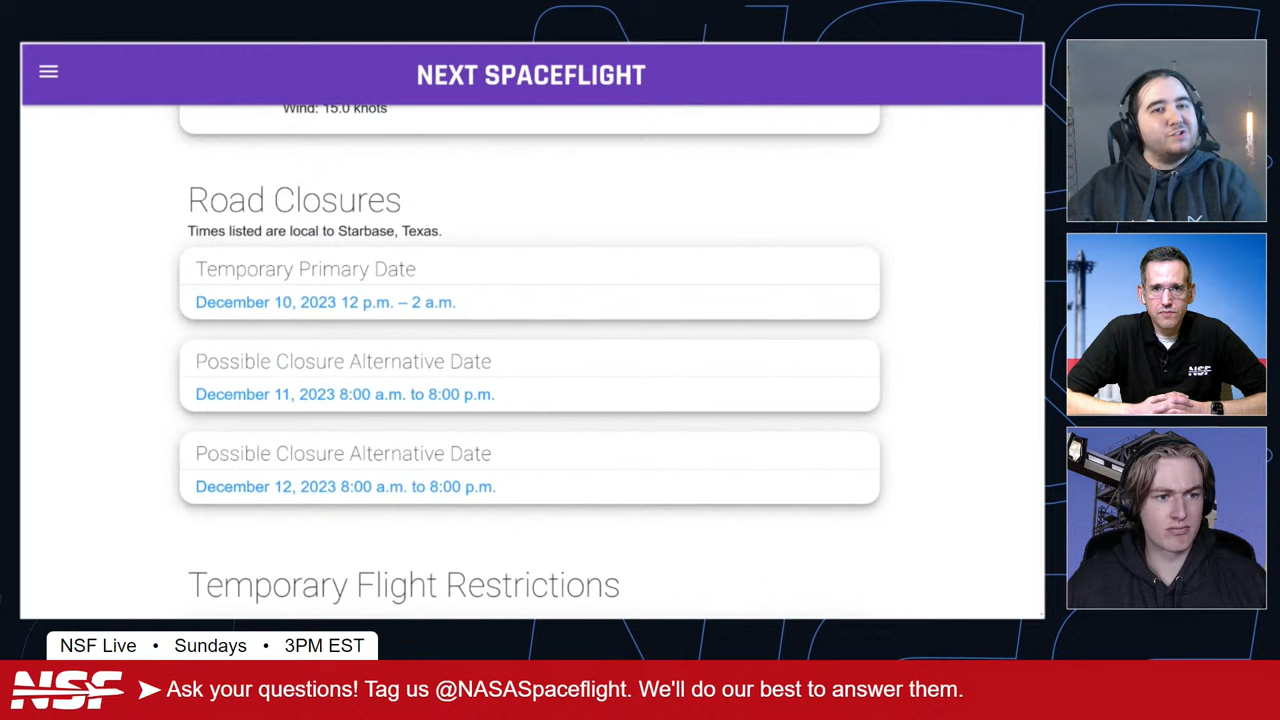 NEXT SPACEFLIGHT
Wind: 15.0 knots
Road Closures
Times listed are local to Starbase, Texas.
Temporary Primary Date
December 10, 2023 12 p.m. – 2 a.m.
Possible Closure Alternative Date
December 11, 2023 8:00 a.m. to 8:00 p.m.
Possible Closure Alternative Date
December 12, 2023 8:00 a.m. to 8:00 p.m.
Temporary Flight Restrictions
NSF
NSF Live • Sundays • 3PM EST
NSF Ask your questions! Tag us @NASASpaceflight. We'll do our best to answer them.